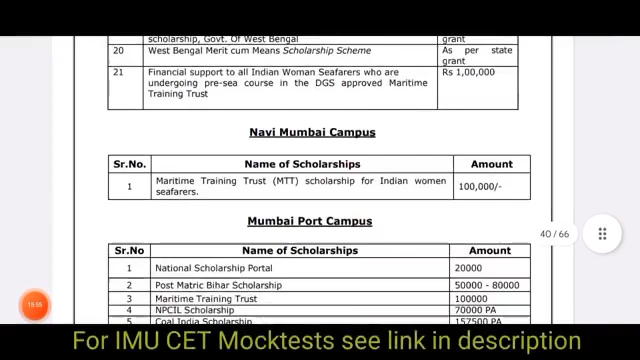 scholarship, Govt. Of West Bengal grant
20 West Bengal Merit cum Means Scholarship Scheme As per state grant
21 Financial support to all Indian Woman Seafarers who are Rs 1,00,000
undergoing pre-sea course in the DGS approved Maritime
Training Trust
Navi Mumbai Campus
Sr.No. Name of Scholarships Amount
1 Maritime Training Trust (MTT) scholarship for Indian women 100,000/-
seafarers.
Mumbai Port Campus
40 / 66
Sr.No Name of Scholarships Amount
1 National Scholarship Portal 20000
2 Post Matric Bihar Scholarship 50000 - 80000
3 Maritime Training Trust 100000
15:55
4 NPCIL Scholarship 70000 PA
5 Coal India Scholarship 157500 PA
For IMU CET Mocktests see link in description